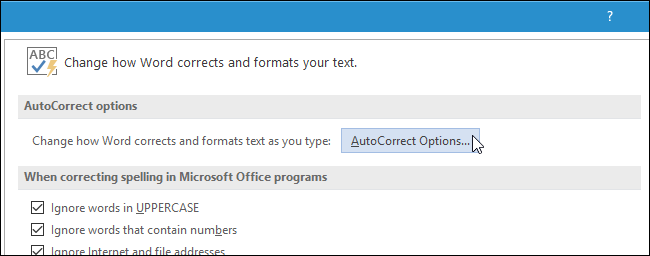 ?
ABC
Change how Word corrects and formats your text.
AutoCorrect options
Change how Word corrects and formats text as you type: AutoCorrect Options...
When correcting spelling in Microsoft Office programs
Ignore words in UPPERCASE
Ignore words that contain numbers
Ignore Internet and file addresses